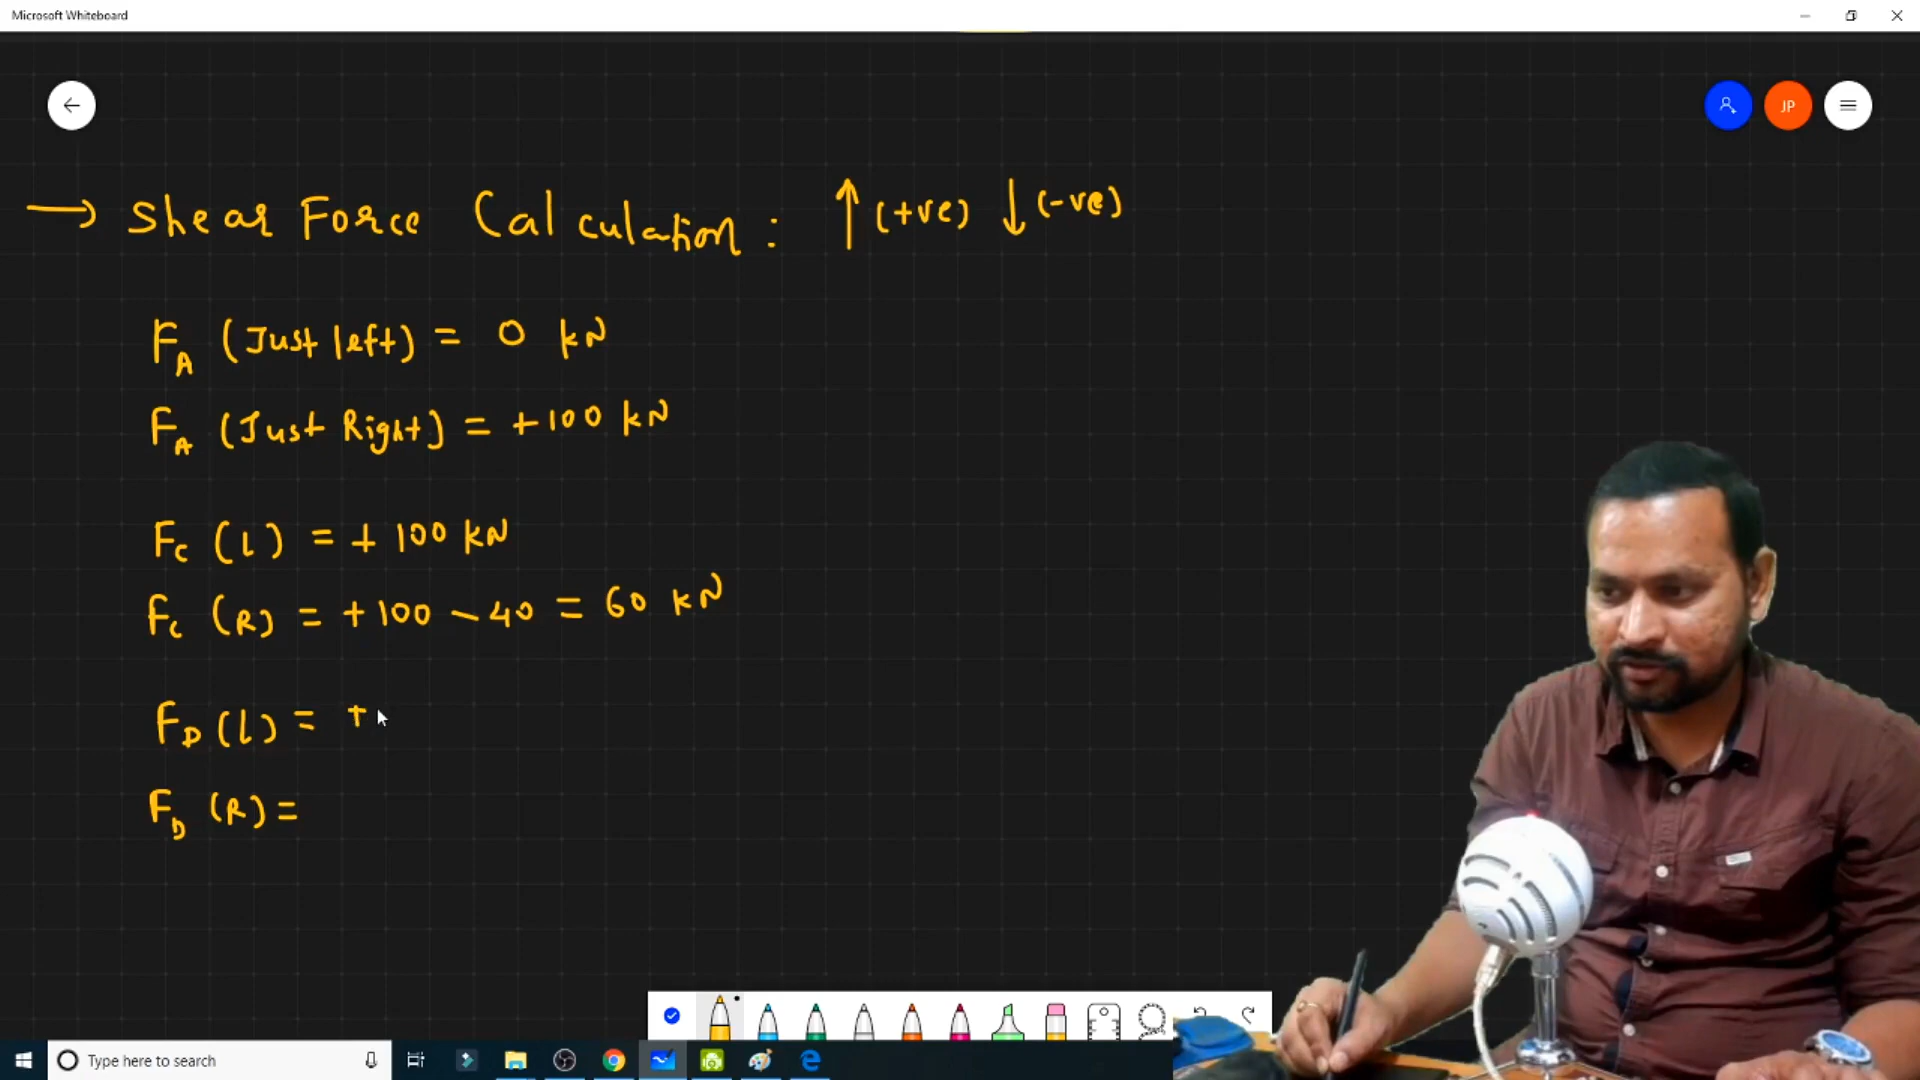 Microsoft Whiteboard
JP
→ Shear Force Calculation : ↑ (+ve) ↓ (-ve)
FA (Just left) = 0 kN
FA (Just Right) = +100 kN
FC (L) = + 100 kN
FC (R) = +100 - 40 = 60 kN
FD (L) = +
FD (R) =
Type here to search